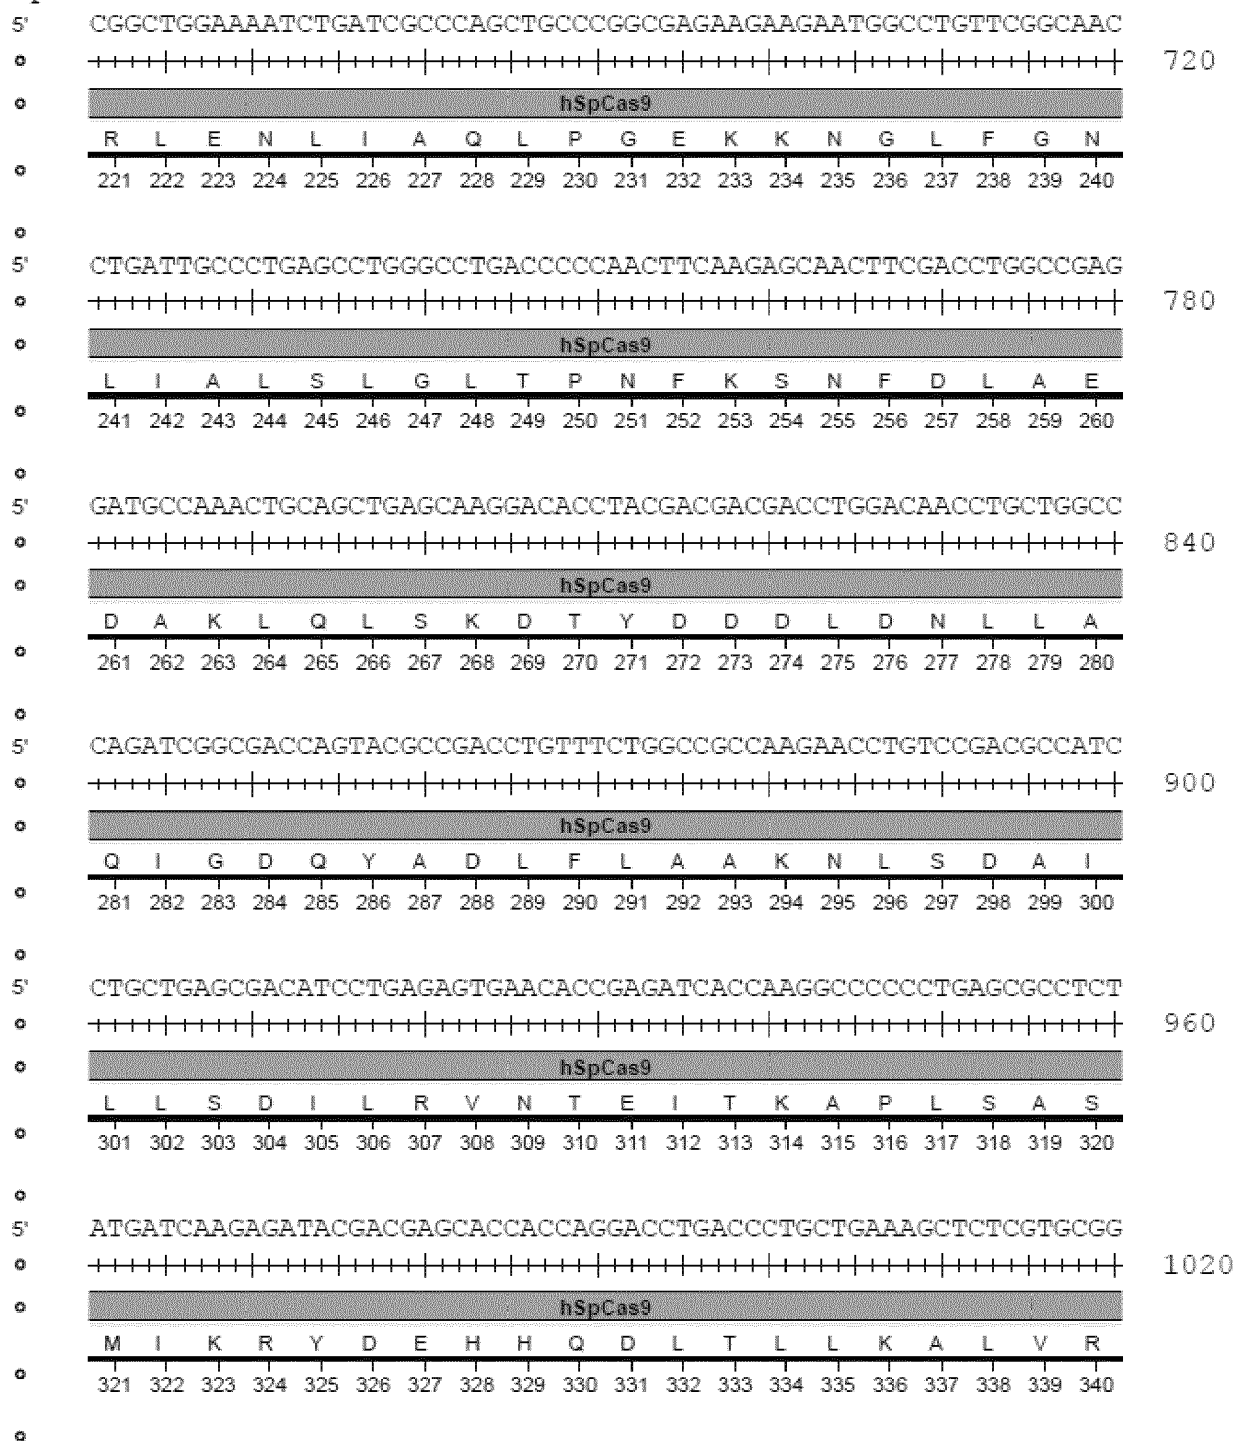 5' CGGCTGGAAAATCTGATCGCCCAGCTGCCCGGCGAGAAGAAGAATGGCCTGTTCGGCAAC
720
hSpCas9
R L E N L I A Q L P G E K K N G L F G N
221 222 223 224 225 226 227 228 229 230 231 232 233 234 235 236 237 238 239 240
5' CTGATTGCCCTGAGCCTGGGCCTGACCCCCAACTTCAAGAGCAACTTCGACCTGGCCGAG
780
hSpCas9
L I A L S L G L T P N F K S N F D L A E
241 242 243 244 245 246 247 248 249 250 251 252 253 254 255 256 257 258 259 260
5' GATGCCAAACTGCAGCTGAGCAAGGACACCTACGACGACGACCTGGACAACCTGCTGGCC
840
hSpCas9
D A K L Q L S K D T Y D D D L D N L L A
261 262 263 264 265 266 267 268 269 270 271 272 273 274 275 276 277 278 279 280
5' CAGATCGGCGACCAGTACGCCGACCTGTTTCTGGCCGCCAAGAACCTGTCCGACGCCATC
900
hSpCas9
Q I G D Q Y A D L F L A A K N L S D A I
281 282 283 284 285 286 287 288 289 290 291 292 293 294 295 296 297 298 299 300
5' CTGCTGAGCGACATCCTGAGAGTGAACACCGAGATCACCAAGGCCCCCCTGAGCGCCTCT
960
hSpCas9
L L S D I L R V N T E I T K A P L S A S
301 302 303 304 305 306 307 308 309 310 311 312 313 314 315 316 317 318 319 320
5' ATGATCAAGAGATACGACGAGCACCACCAGGACCTGACCCTGCTGAAAGCTCTCGTGCGG
1020
hSpCas9
M I K R Y D E H H Q D L T L L K A L V R
321 322 323 324 325 326 327 328 329 330 331 332 333 334 335 336 337 338 339 340